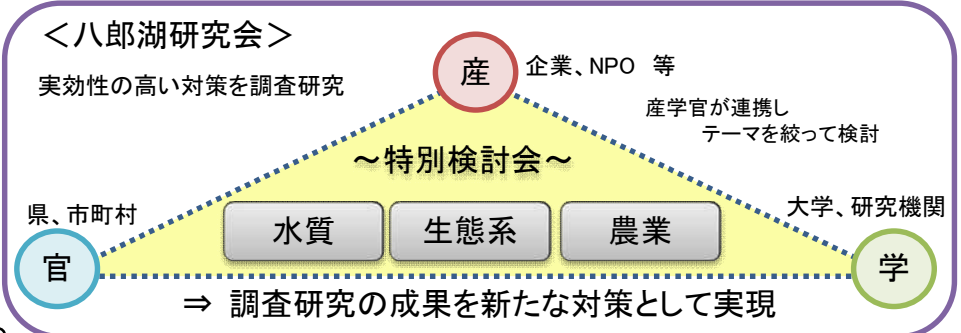 <八郎湖研究会>
実効性の高い対策を調査研究
産
企業、NPO 等
産学官が連携し
テーマを絞って検討
~特別検討会~
県、市町村
官
水質
生態系
農業
大学、研究機関
学
⇒ 調査研究の成果を新たな対策として実現